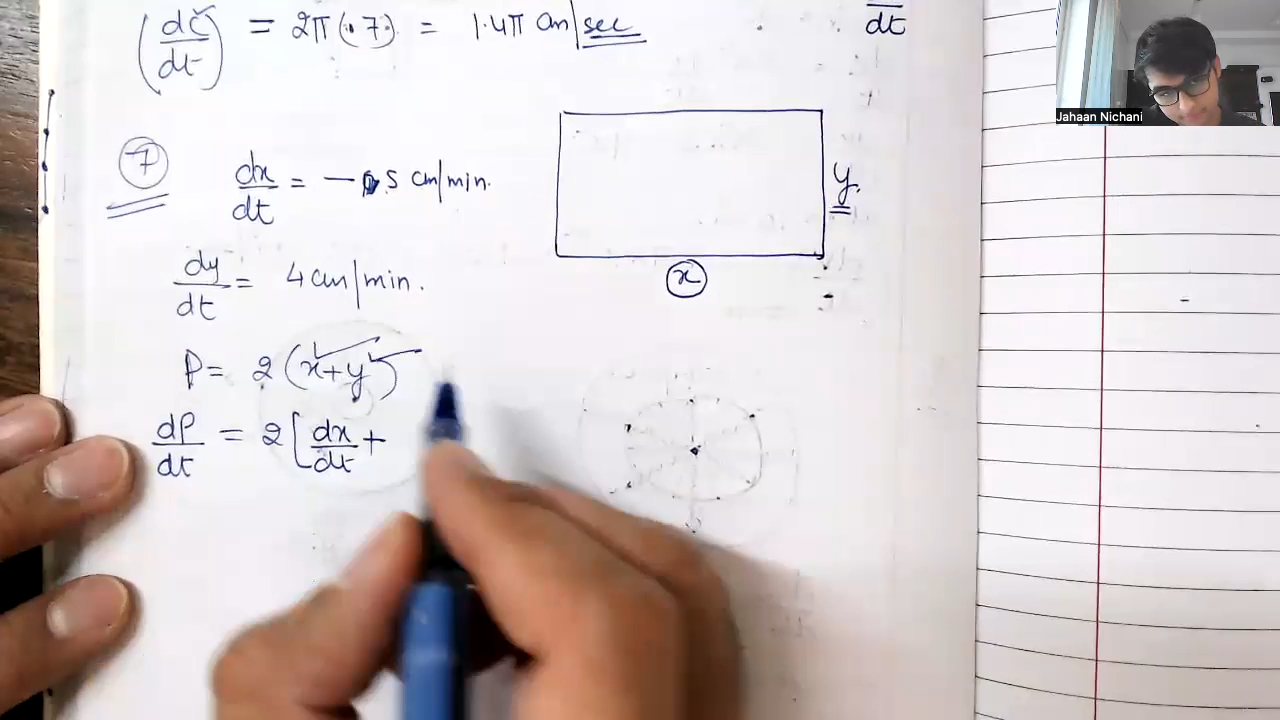 (dc/dt) = 2π(.7) = 1.4π cm/sec
dt
7
dx/dt = -5 cm/min.
y
dy/dt = 4 cm/min.
x
P = 2(x+y)
dP/dt = 2[dx/dt +
Jahaan Nichani